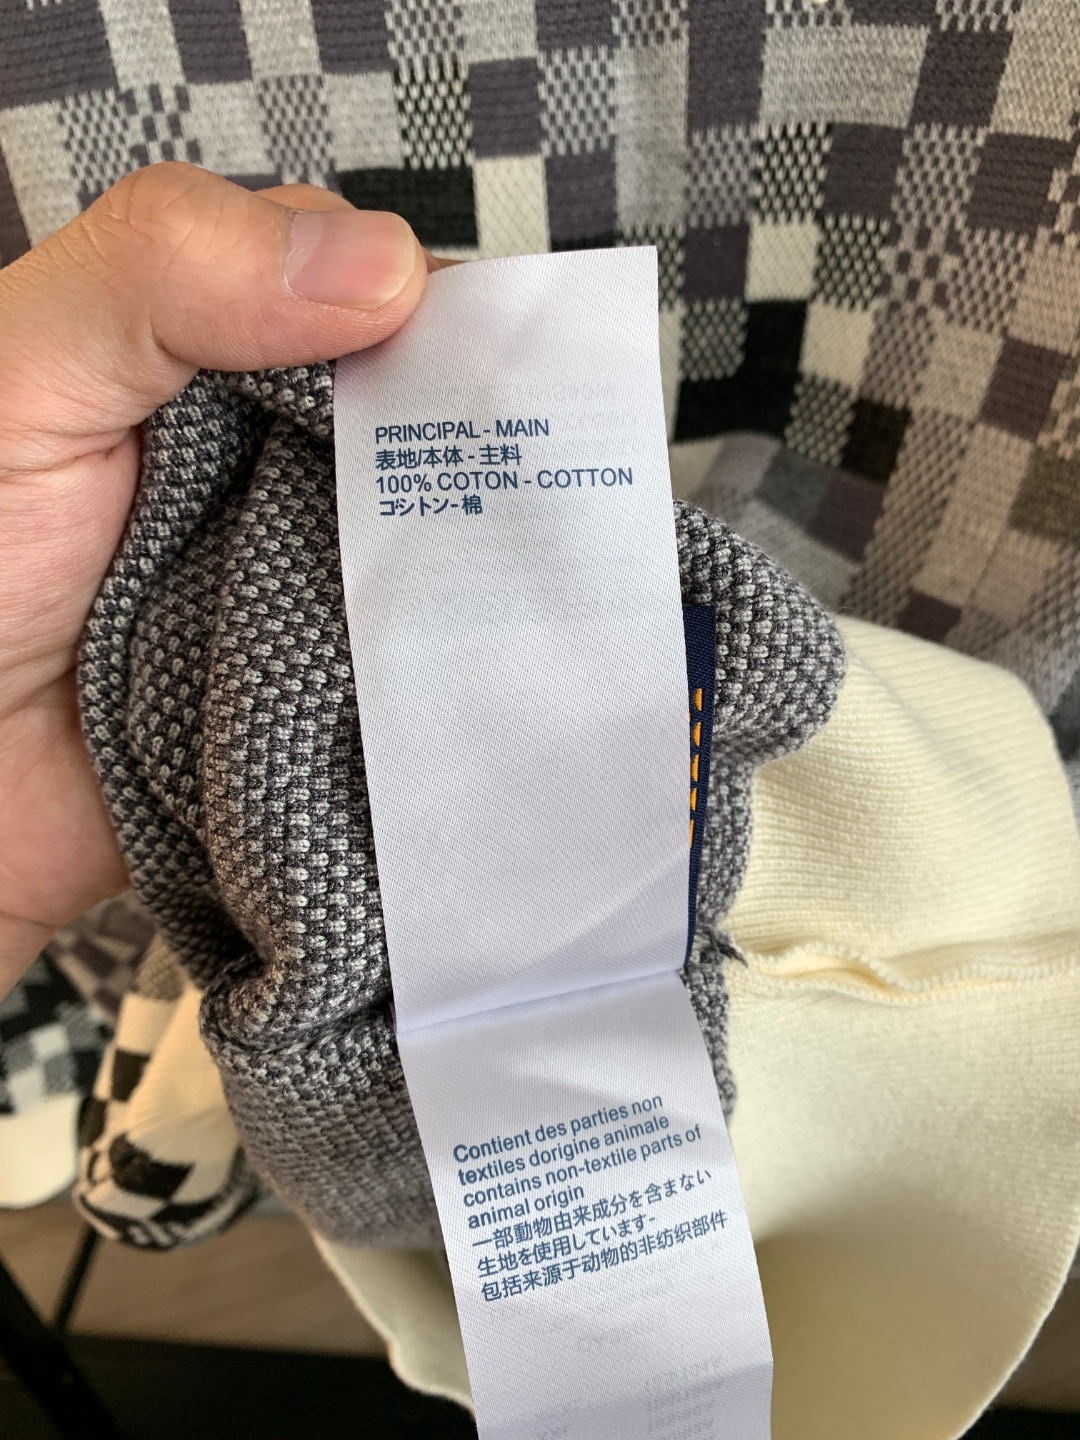 PRINCIPAL - MAIN
表地/本体 - 主料
100% COTON - COTTON
コシトン - 棉
Contient des parties non
textiles dorigine animale
contains non-textile parts of
animal origin
一部動物由来成分を含まない
生地を使用しています-
包括来源于动物的非纺织部件